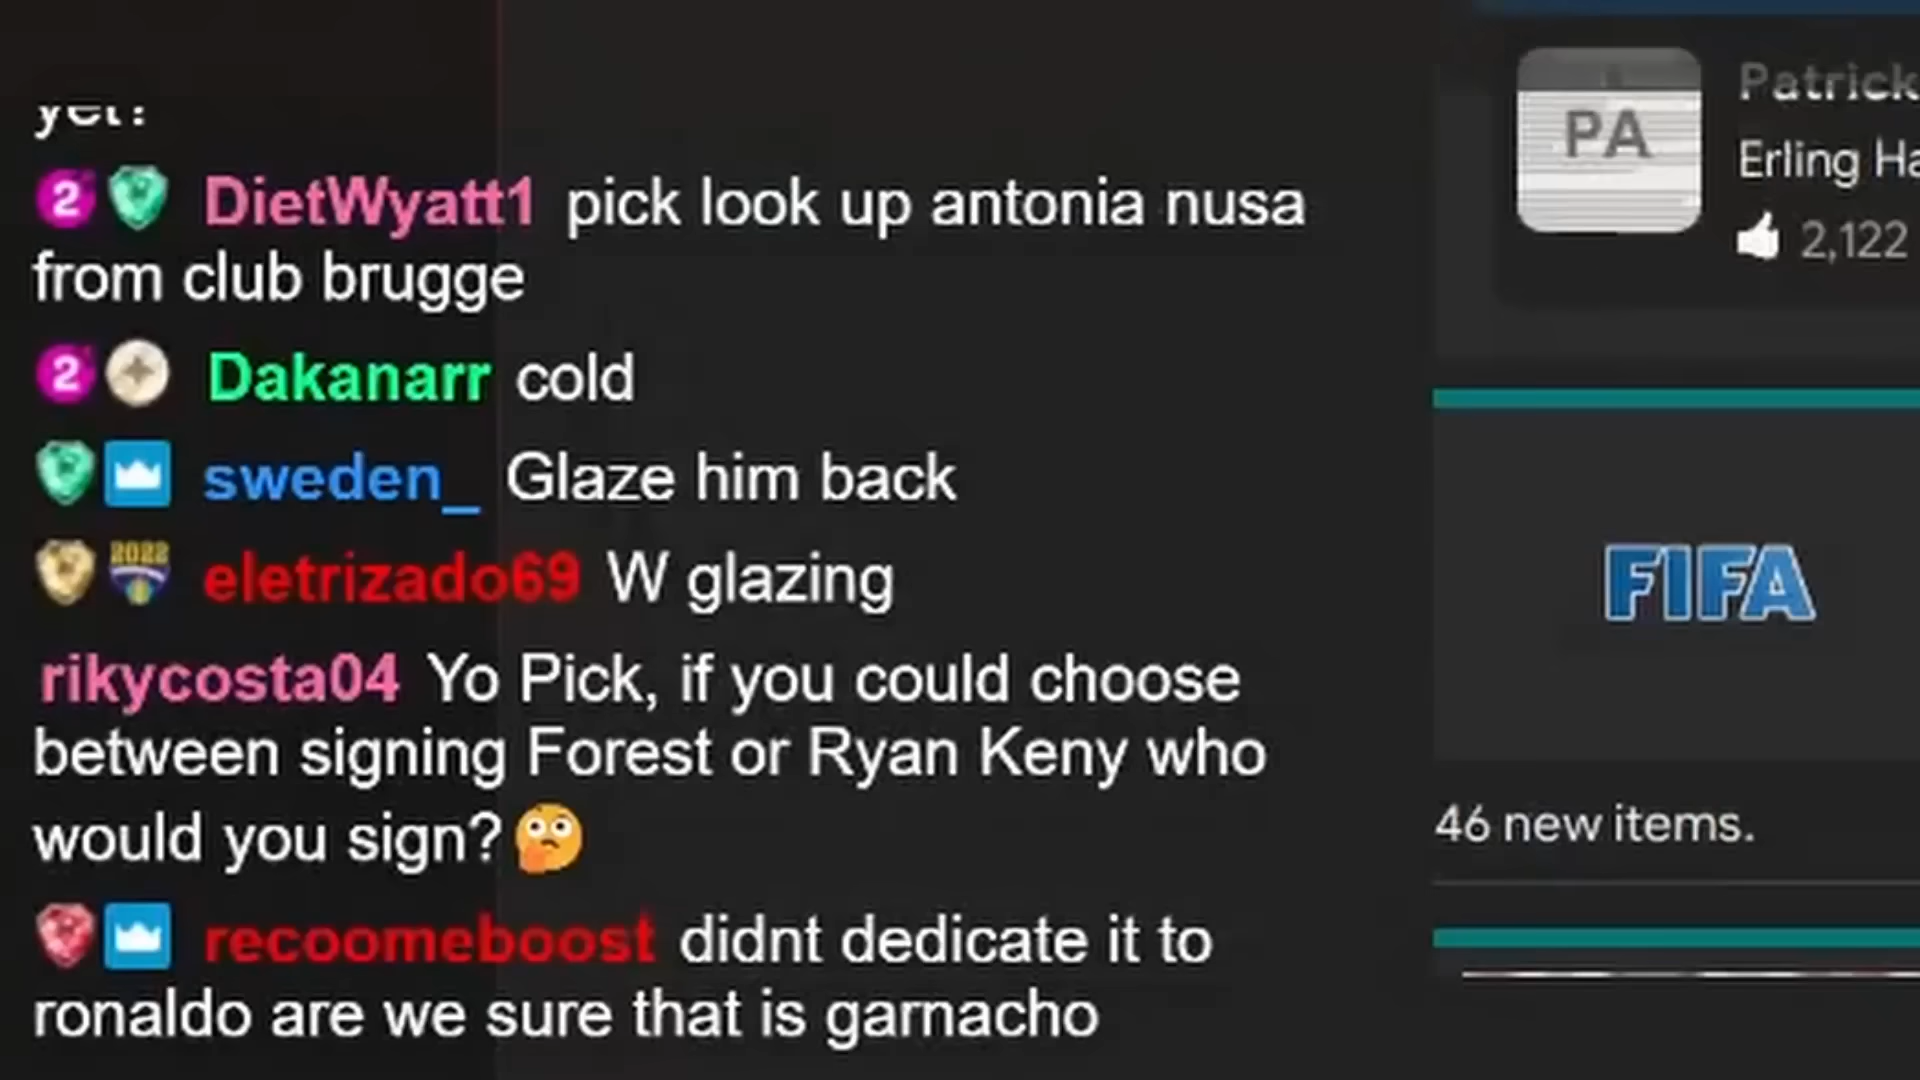 yet?
2 DietWyatt1 pick look up antonia nusa
from club brugge
2 Dakanarr cold
sweden_ Glaze him back
2022 eletrizado69 W glazing
rikycosta04 Yo Pick, if you could choose
between signing Forest or Ryan Keny who
would you sign?🤔
recoomeboost didnt dedicate it to
ronaldo are we sure that is garnacho
PA
Patrick
Erling Ha
2,122
FIFA
46 new items.